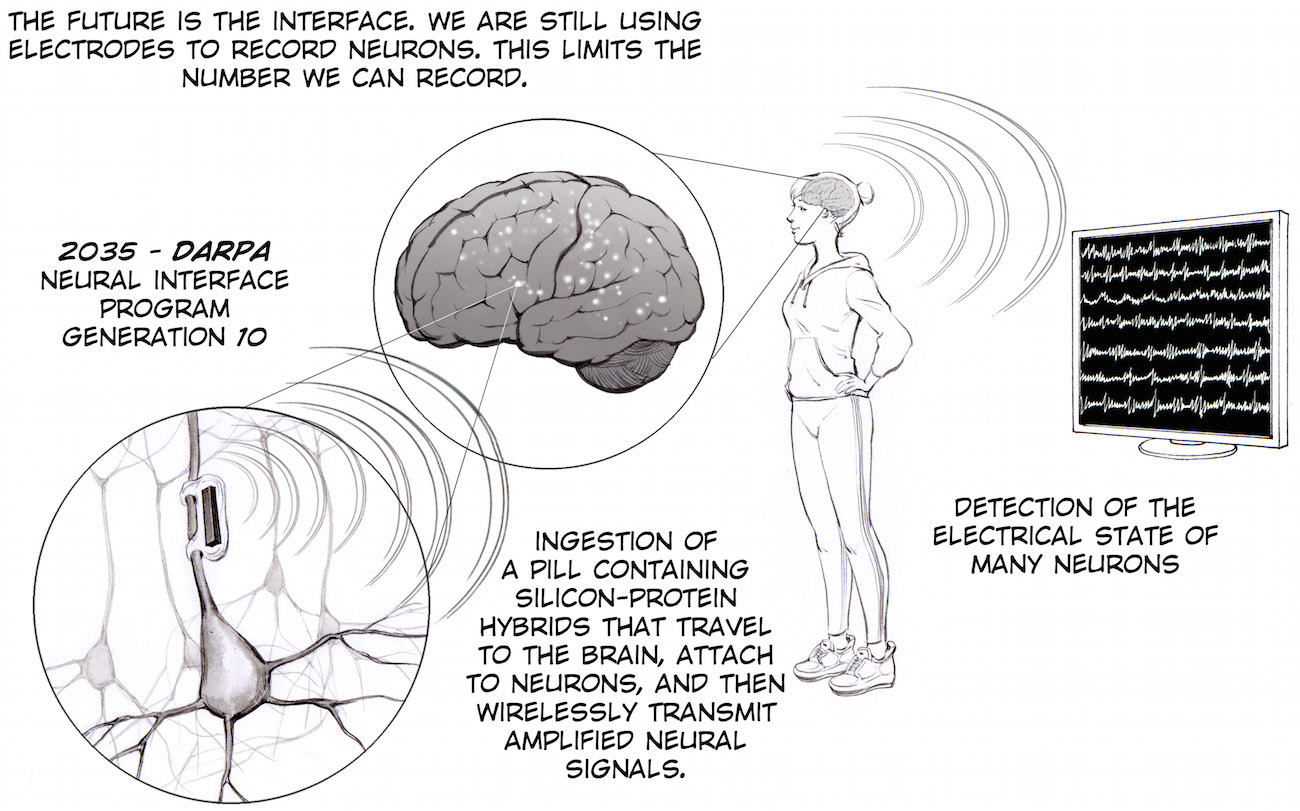 THE FUTURE IS THE INTERFACE. WE ARE STILL USING
ELECTRODES TO RECORD NEURONS. THIS LIMITS THE
NUMBER WE CAN RECORD.
2035 - DARPA
NEURAL INTERFACE
PROGRAM
GENERATION 10
INGESTION OF
A PILL CONTAINING
SILICON-PROTEIN
HYBRIDS THAT TRAVEL
TO THE BRAIN, ATTACH
TO NEURONS, AND THEN
WIRELESSLY TRANSMIT
AMPLIFIED NEURAL
SIGNALS.
DETECTION OF THE
ELECTRICAL STATE OF
MANY NEURONS